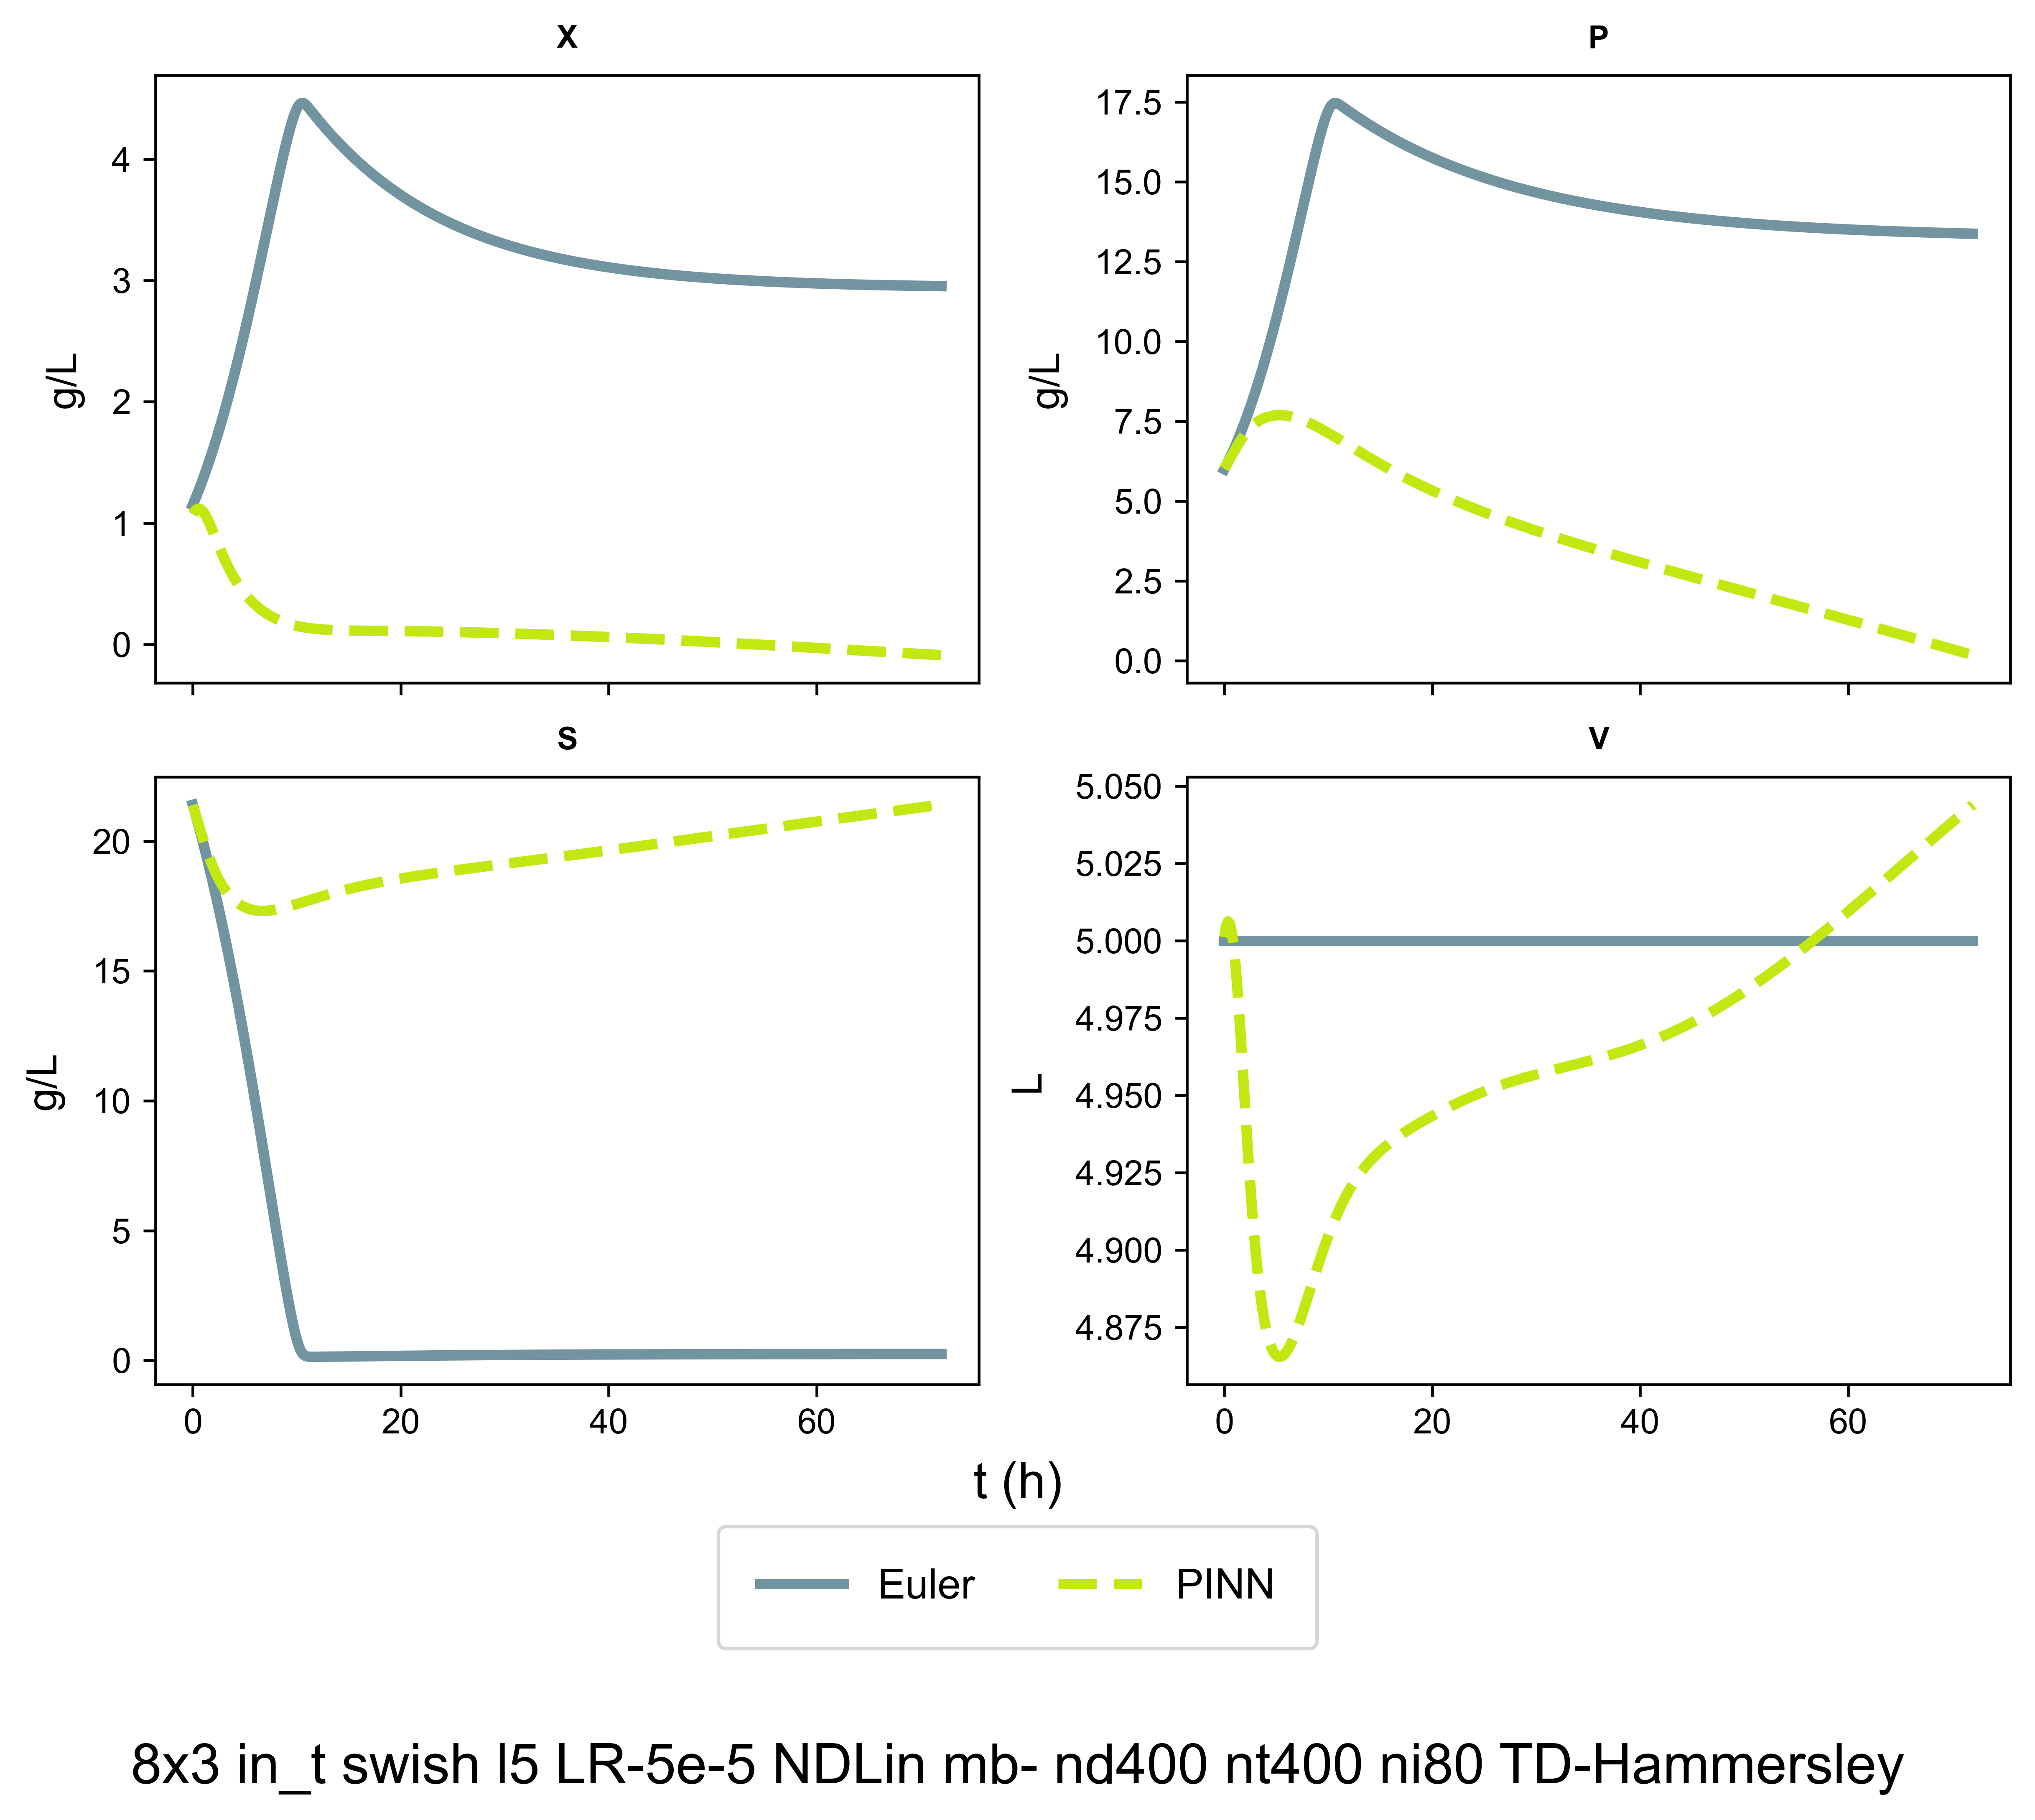 X
g/L
4
3
2
1
0
P
g/L
17.5
15.0
12.5
10.0
7.5
5.0
2.5
0.0
S
g/L
20
15
10
5
0
0 20 40 60
V
L
5.050
5.025
5.000
4.975
4.950
4.925
4.900
4.875
0 20 40 60
t (h)
Euler PINN
8x3 in_t swish l5 LR-5e-5 NDLin mb- nd400 nt400 ni80 TD-Hammersley